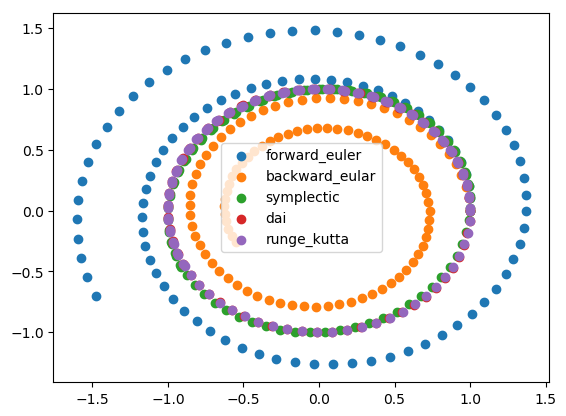 1.5
1.0
0.5
0.0
−0.5
−1.0
forward_euler
backward_eular
symplectic
dai
runge_kutta
−1.5 −1.0 −0.5 0.0 0.5 1.0 1.5